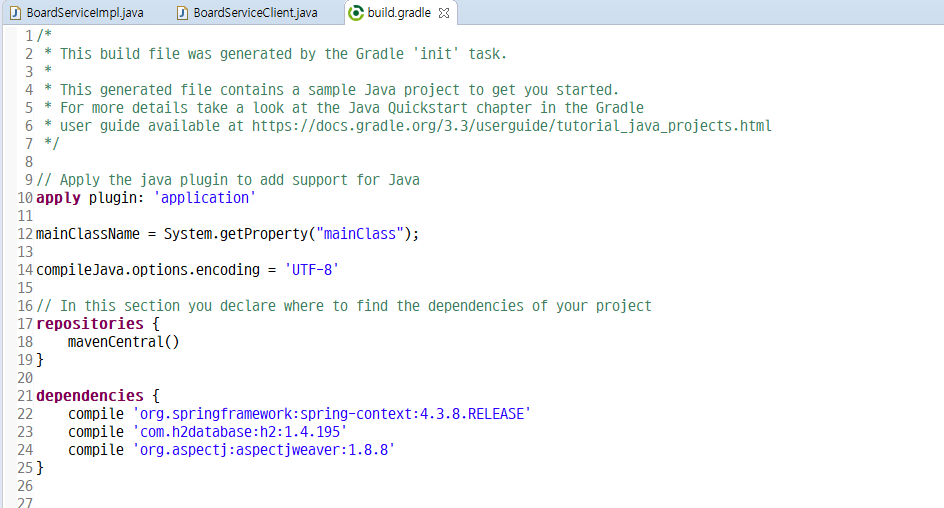 BoardServiceImpl.java BoardServiceClient.java build.gradle
1 /*
2  * This build file was generated by the Gradle 'init' task.
3  *
4  * This generated file contains a sample Java project to get you started.
5  * For more details take a look at the Java Quickstart chapter in the Gradle
6  * user guide available at https://docs.gradle.org/3.3/userguide/tutorial_java_projects.html
7  */
8
9 // Apply the java plugin to add support for Java
10 apply plugin: 'application'
11
12 mainClassName = System.getProperty("mainClass");
13
14 compileJava.options.encoding = 'UTF-8'
15
16 // In this section you declare where to find the dependencies of your project
17 repositories {
18     mavenCentral()
19 }
20
21 dependencies {
22     compile 'org.springframework:spring-context:4.3.8.RELEASE'
23     compile 'com.h2database:h2:1.4.195'
24     compile 'org.aspectj:aspectjweaver:1.8.8'
25 }
26
27